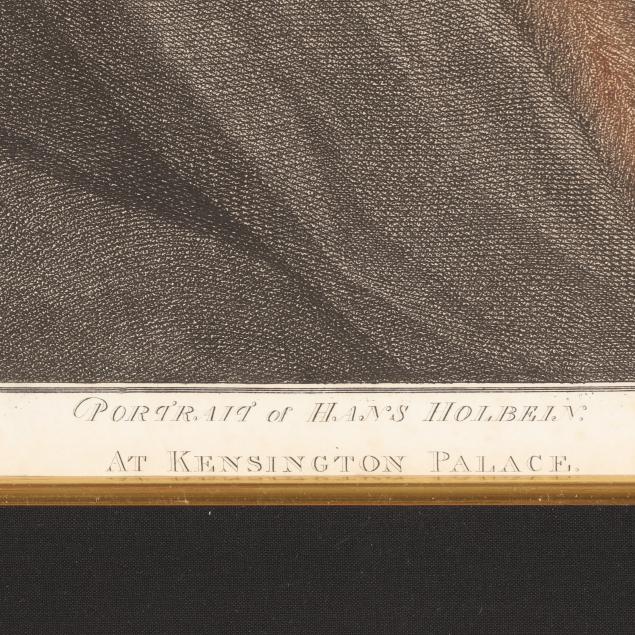 PORTRAIT of HANS HOLBEIN.
AT KENSINGTON PALACE.